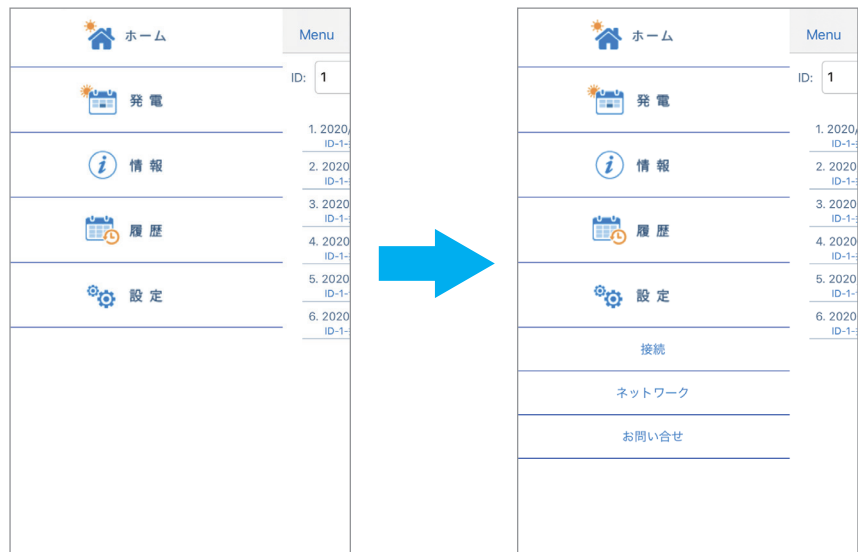 ホーム
発電
情報
履歴
設定
Menu
ID: 1
1. 2020/
ID-1-
2. 2020
ID-1-
3. 2020
ID-1-
4. 2020
ID-1-
5. 2020
ID-1-
6. 2020
ID-1-
ホーム
発電
情報
履歴
設定
接続
ネットワーク
お問い合せ
Menu
ID: 1
1. 2020/
ID-1-
2. 2020
ID-1-
3. 2020
ID-1-
4. 2020
ID-1-
5. 2020
ID-1-
6. 2020
ID-1-